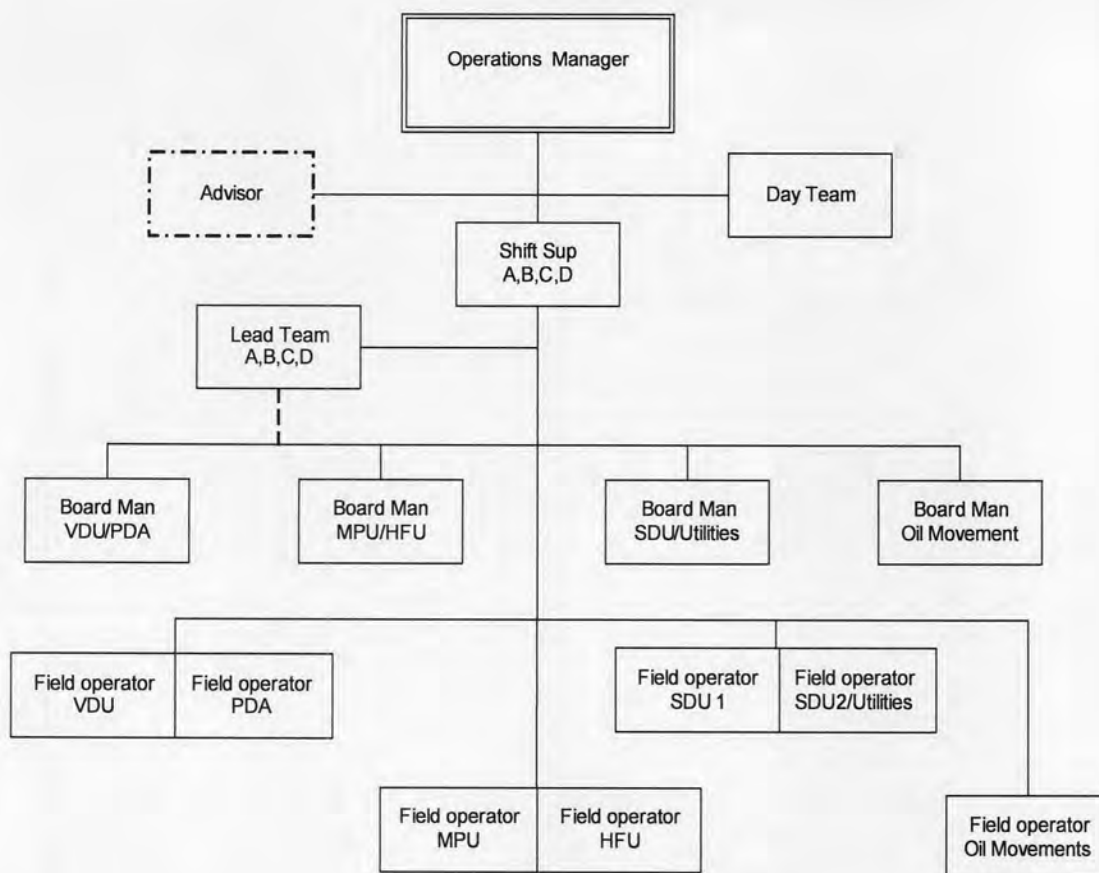 Operations Manager
Advisor
Day Team
Shift Sup
A,B,C,D
Lead Team
A,B,C,D
Board Man
VDU/PDA
Board Man
MPU/HFU
Board Man
SDU/Utilities
Board Man
Oil Movement
Field operator
VDU
Field operator
PDA
Field operator
SDU 1
Field operator
SDU2/Utilities
Field operator
MPU
Field operator
HFU
Field operator
Oil Movements